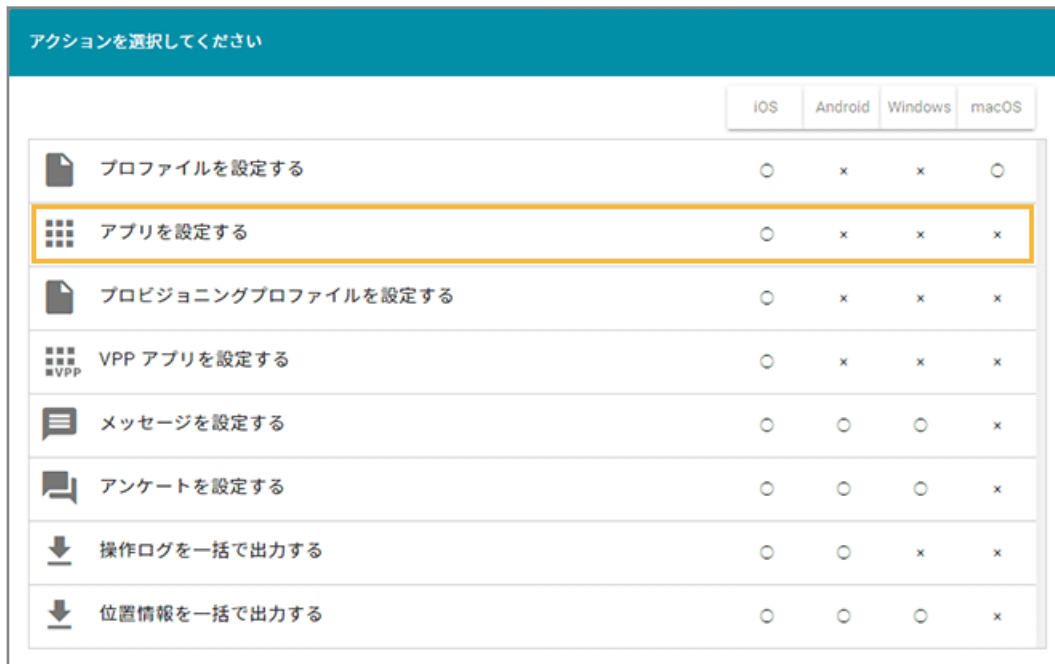 アクションを選択してください
iOS Android Windows macOS
プロファイルを設定する ○ × × ○
アプリを設定する ○ × × ×
プロビジョニングプロファイルを設定する ○ × × ×
VPP VPP アプリを設定する ○ × × ×
メッセージを設定する ○ ○ ○ ×
アンケートを設定する ○ ○ ○ ×
操作ログを一括で出力する ○ ○ × ×
位置情報を一括で出力する ○ ○ ○ ×